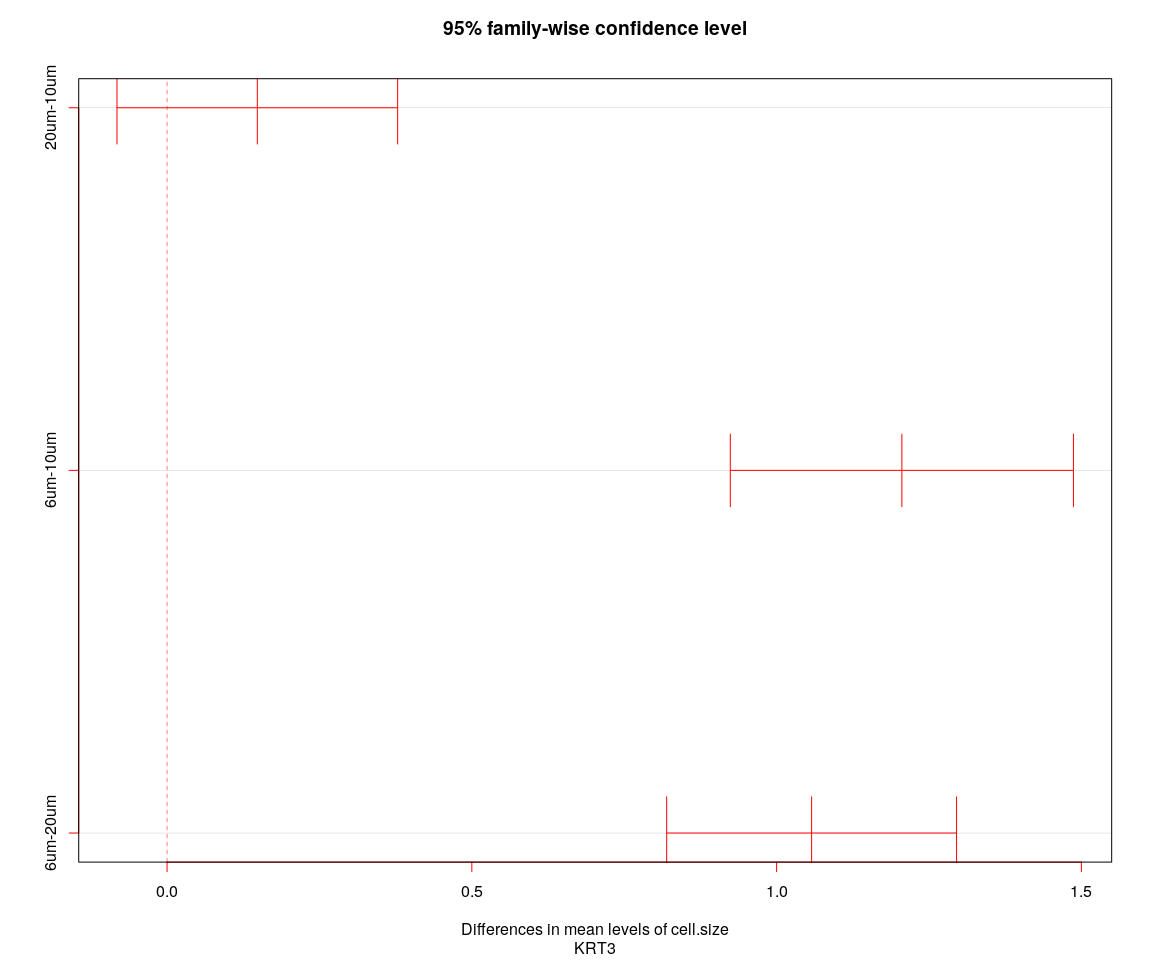 95% family-wise confidence level
20um-10um
6um-10um
6um-20um
0.0 0.5 1.0 1.5
Differences in mean levels of cell.size
KRT3